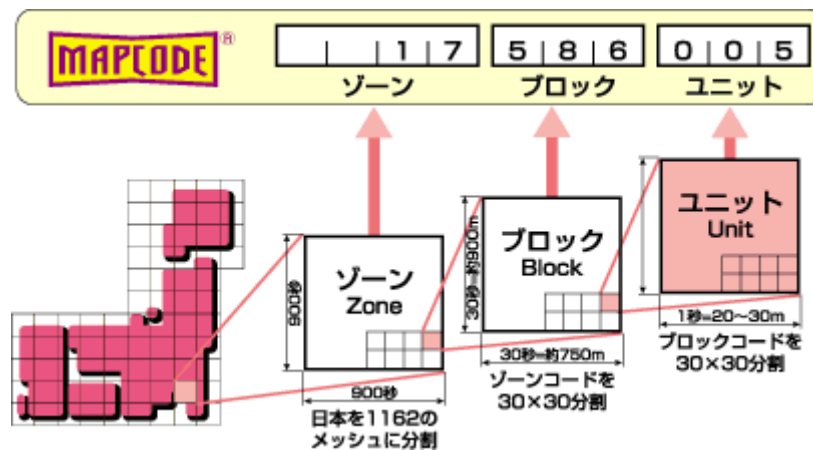 MAPCODE®
17 586 005
ゾーン ブロック ユニット
ユニット
Unit
ブロック
Block
ゾーン
Zone
900秒
30秒=約900m
1秒=20~30m
ブロックコードを
30×30分割
30秒=約750m
ゾーンコードを
30×30分割
900秒
日本を1162の
メッシュに分割